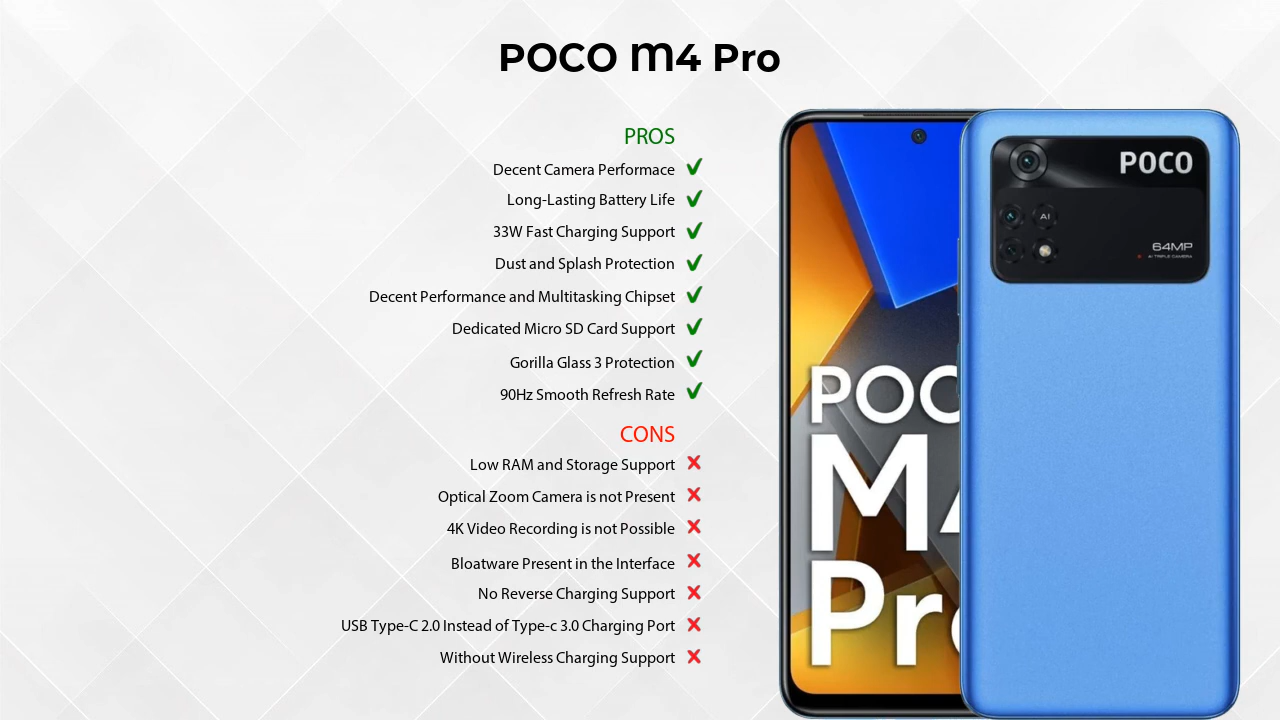 POCO m4 Pro
PROS
Decent Camera Performace
Long-Lasting Battery Life
33W Fast Charging Support
Dust and Splash Protection
Decent Performance and Multitasking Chipset
Dedicated Micro SD Card Support
Gorilla Glass 3 Protection
90Hz Smooth Refresh Rate
CONS
Low RAM and Storage Support
Optical Zoom Camera is not Present
4K Video Recording is not Possible
Bloatware Present in the Interface
No Reverse Charging Support
USB Type-C 2.0 Instead of Type-c 3.0 Charging Port
Without Wireless Charging Support
POCO
AI
64MP
AI TRIPLE CAMERA
POC
M4
Pro